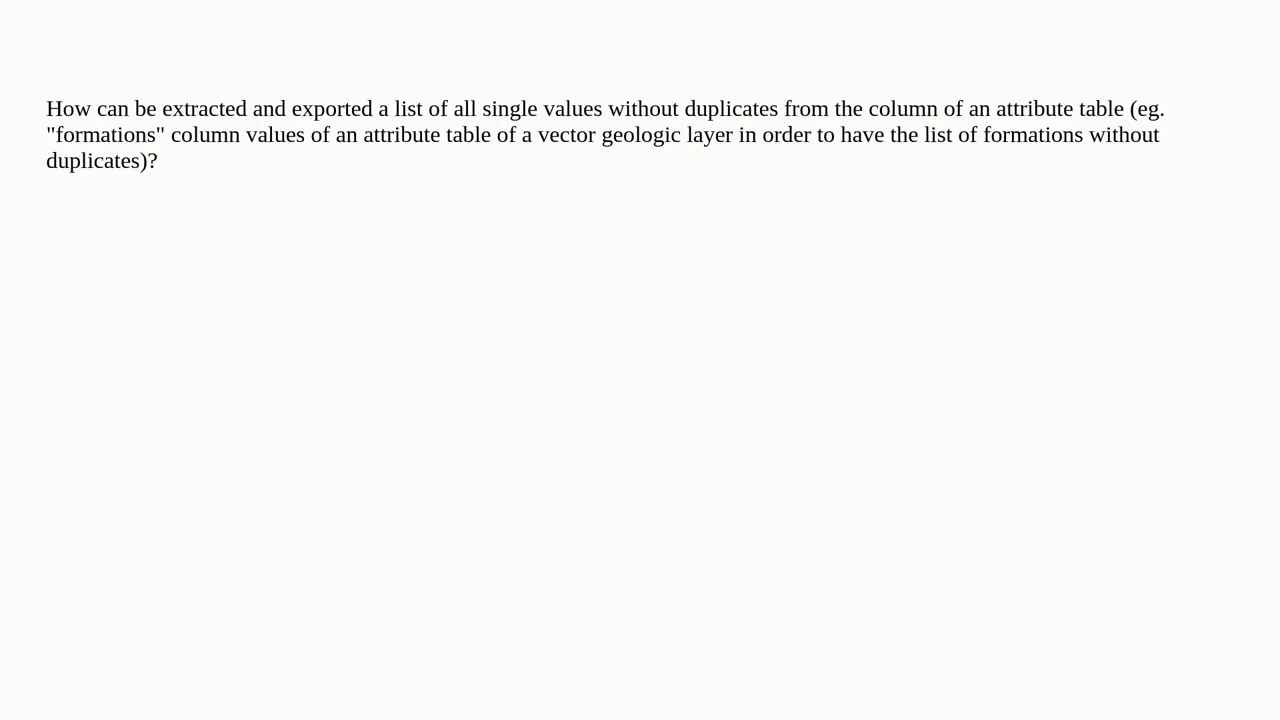 How can be extracted and exported a list of all single values without duplicates from the column of an attribute table (eg.
"formations" column values of an attribute table of a vector geologic layer in order to have the list of formations without
duplicates)?